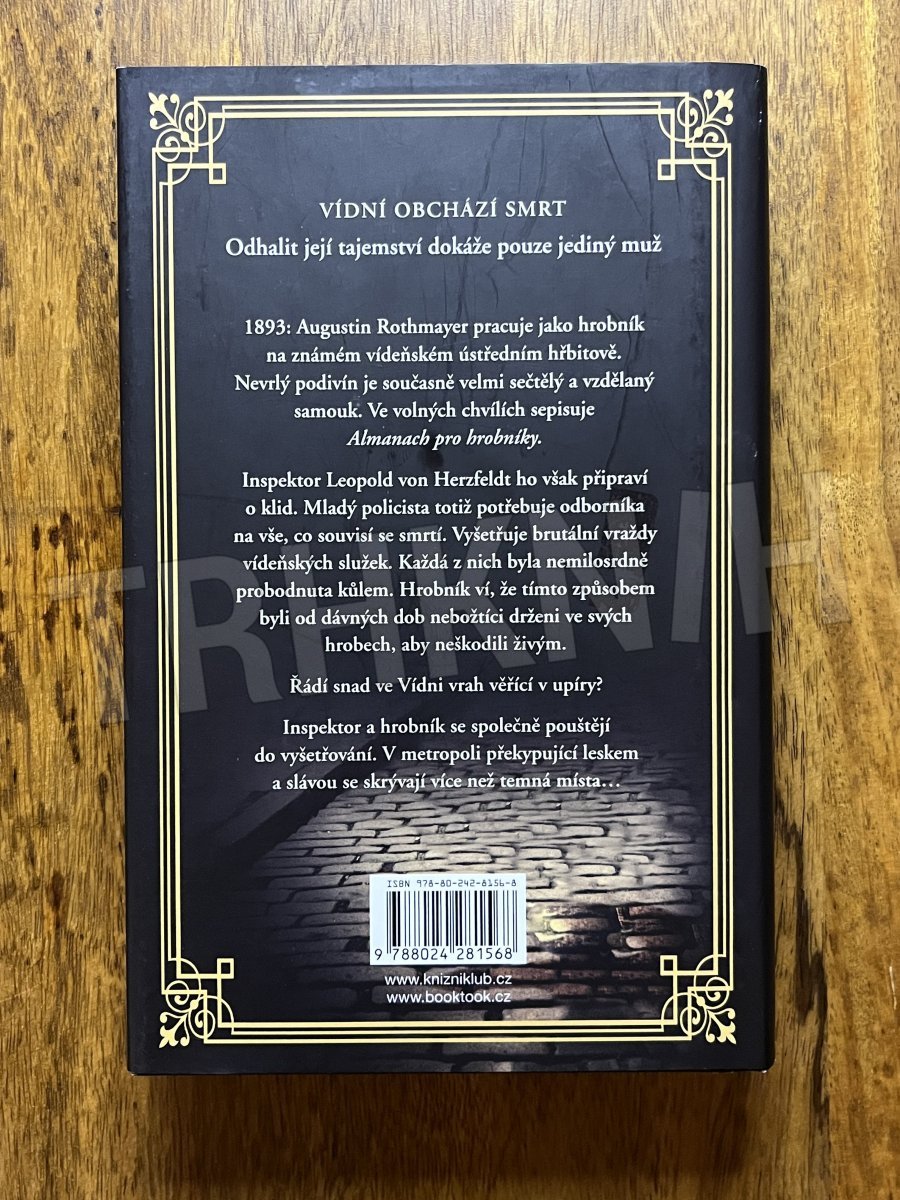 VÍDNÍ OBCHÁZÍ SMRT
Odhalit její tajemství dokáže pouze jediný muž
1893: Augustin Rothmayer pracuje jako hrobník
na známém vídeňském ústředním hřbitově.
Nevrlý podivín je současně velmi sečtělý a vzdělaný
samouk. Ve volných chvílích sepisuje
Almanach pro hrobníky.
Inspektor Leopold von Herzfeldt ho však připraví
o klid. Mladý policista totiž potřebuje odborníka
na vše, co souvisí se smrtí. Vyšetřuje brutální vraždy
vídeňských služek. Každá z nich byla nemilosrdně
probodnuta kůlem. Hrobník ví, že tímto způsobem
byli od dávných dob nebožtíci drženi ve svých
hrobech, aby neškodili živým.
Řádí snad ve Vídni vrah věřící v upíry?
Inspektor a hrobník se společně pouštějí
do vyšetřování. V metropoli překypující leskem
a slávou se skrývají více než temná místa…
ISBN 978-80-242-8156-8
9 788024 281568
www.knizniklub.cz
www.booktook.cz
TRHKNIH